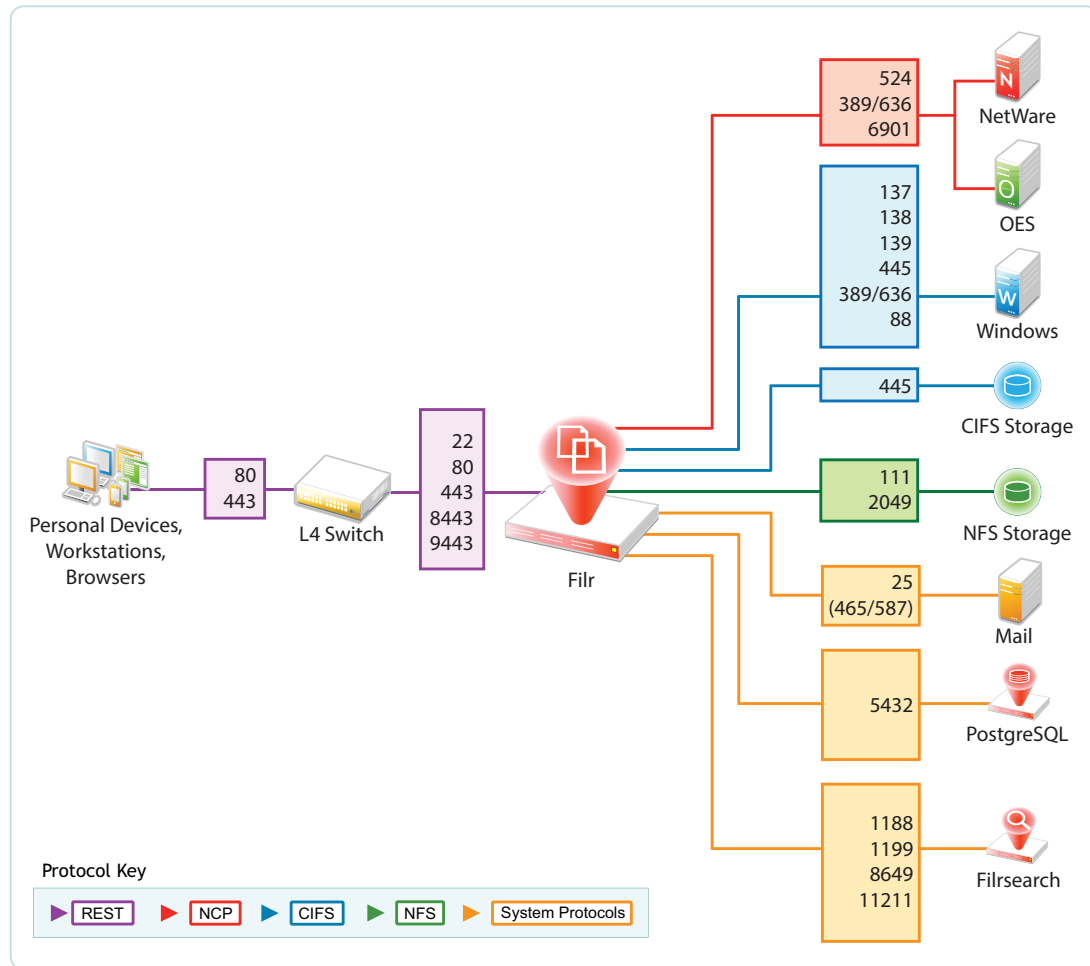 524
389/636
6901
N
NetWare
O
OES
137
138
139
445
389/636
88
W
Windows
445
CIFS Storage
80
443
Personal Devices,
Workstations,
Browsers
L4 Switch
22
80
443
8443
9443
Filr
111
2049
NFS Storage
25
(465/587)
Mail
5432
PostgreSQL
1188
1199
8649
11211
Filrsearch
Protocol Key
REST
NCP
CIFS
NFS
System Protocols